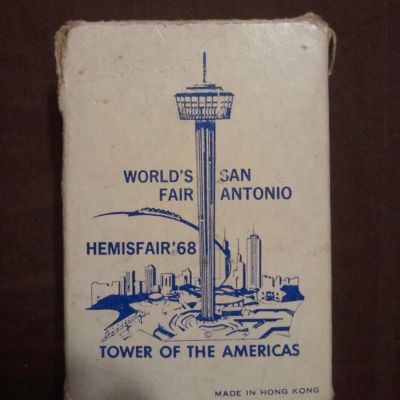 WORLD'S SAN
FAIR ANTONIO
HEMISFAIR '68
©
TOWER OF THE AMERICAS
MADE IN HONG KONG